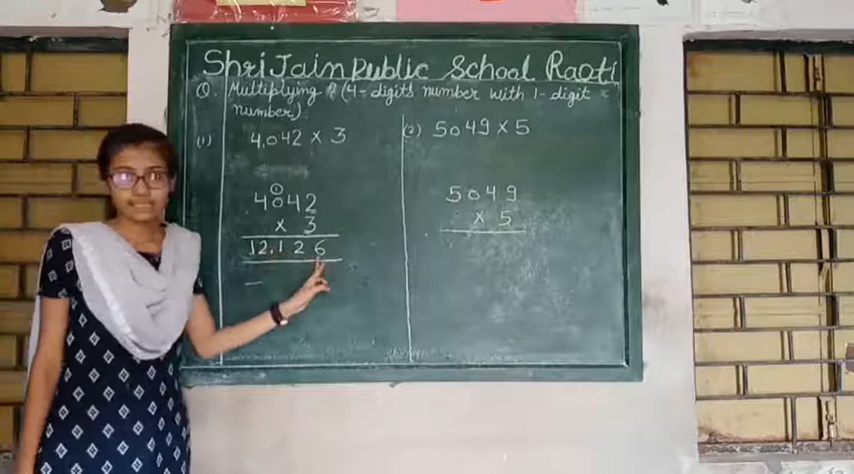 Shri Jain Public School Raoti
Q. Multiplying (4-digits number with 1-digit
number)
(1) 4,042 × 3
(2) 5049 × 5
1
4042
× 3
12,126
5049
× 5